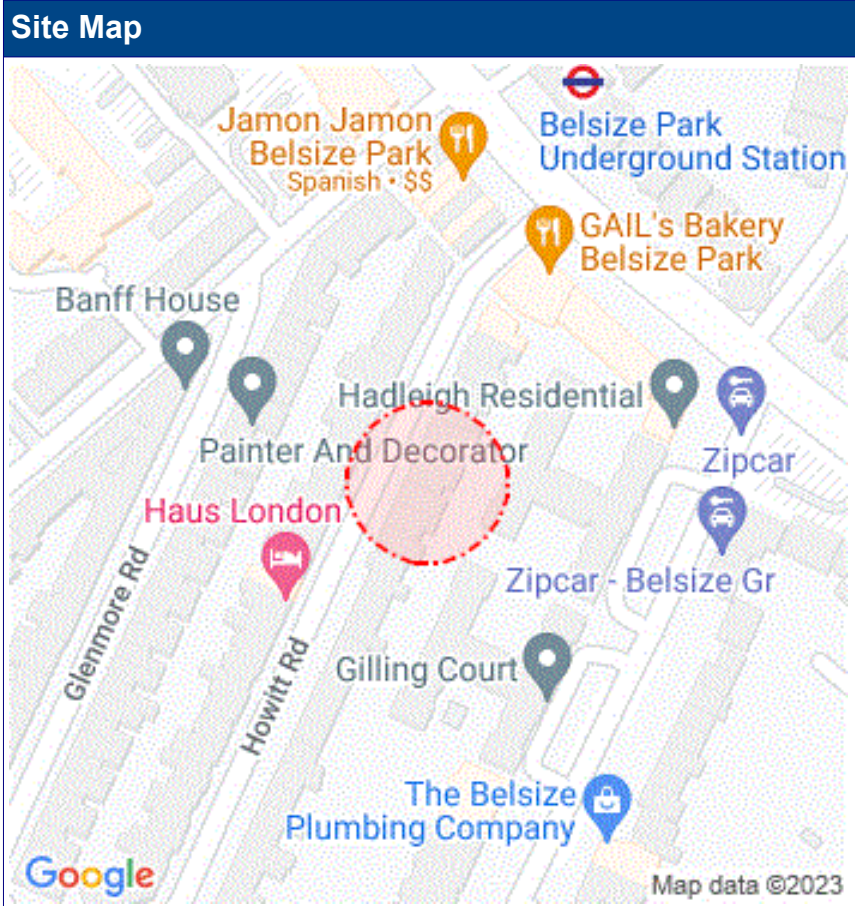 Site Map
Jamon Jamon
Belsize Park
Spanish • $$
Belsize Park
Underground Station
GAIL's Bakery
Belsize Park
Banff House
Hadleigh Residential
Painter And Decorator
Zipcar
Haus London
Zipcar - Belsize Gr
Glenmore Rd
Howitt Rd
Gilling Court
The Belsize
Plumbing Company
Google
Map data ©2023